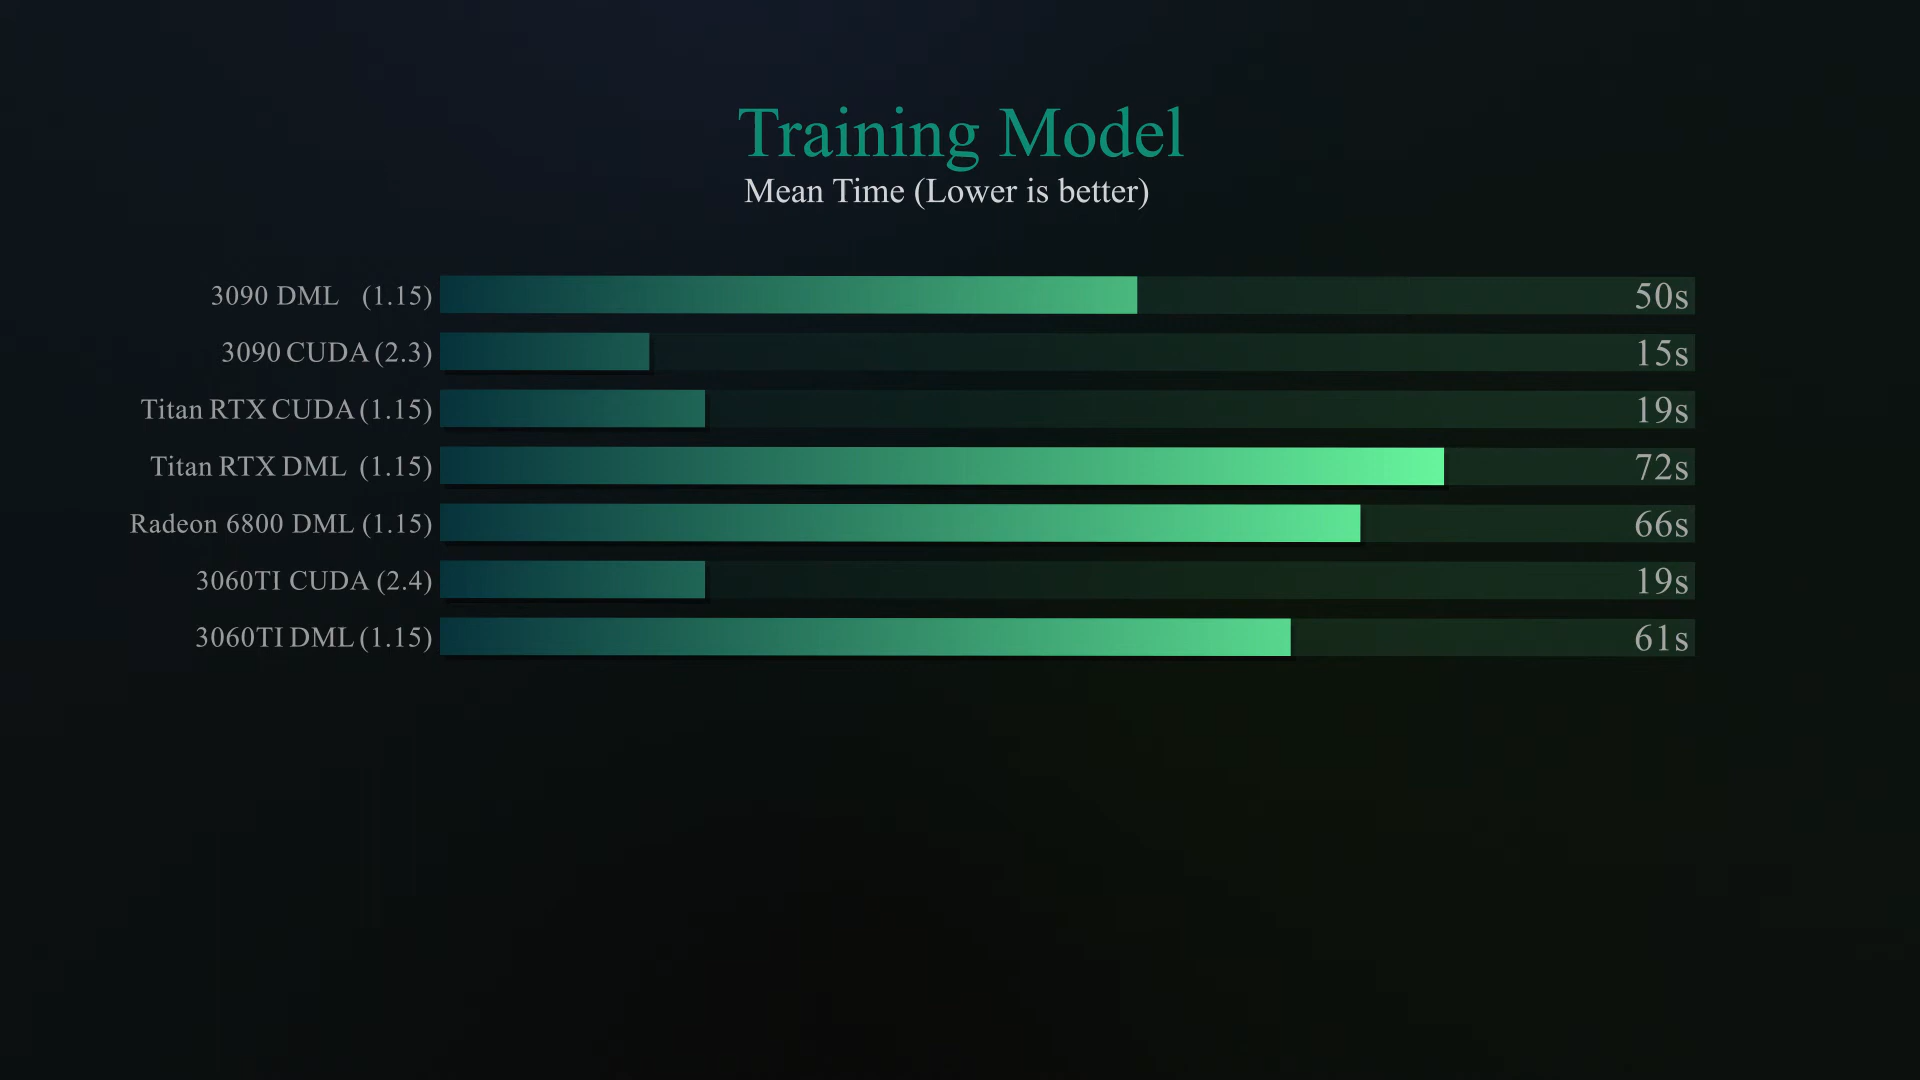 Training Model
Mean Time (Lower is better)
3090 DML (1.15) 50s
3090 CUDA (2.3) 15s
Titan RTX CUDA (1.15) 19s
Titan RTX DML (1.15) 72s
Radeon 6800 DML (1.15) 66s
3060TI CUDA (2.4) 19s
3060TI DML (1.15) 61s